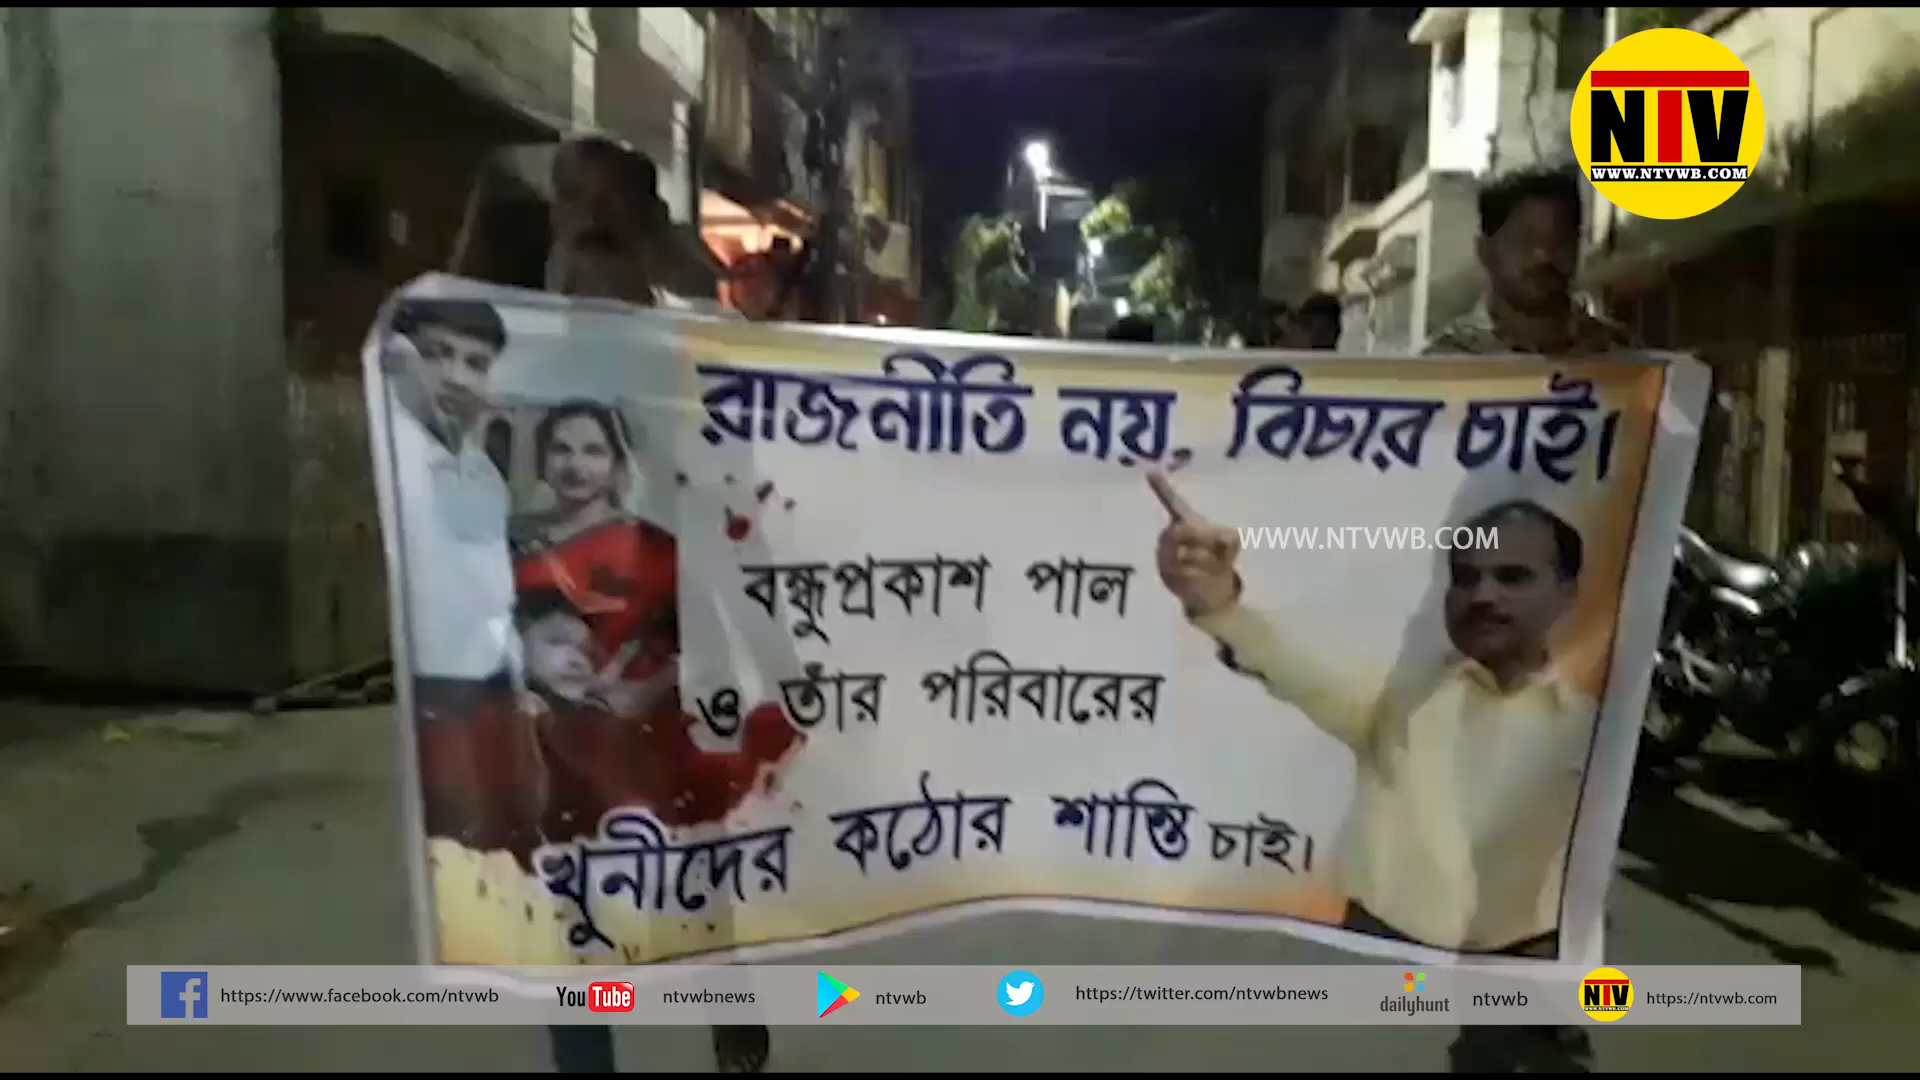 NTV
WWW.NTVWB.COM
রাজনীতি নয়, বিচার চাই।
WWW.NTVWB.COM
বন্ধুপ্রকাশ পাল
ও তাঁর পরিবারের
খুনীদের কঠোর শাস্তি চাই।
https://www.facebook.com/ntvwb
YouTube ntvwbnews
ntvwb
https://twitter.com/ntvwbnews
dailyhunt ntvwb
NTV https://ntvwb.com